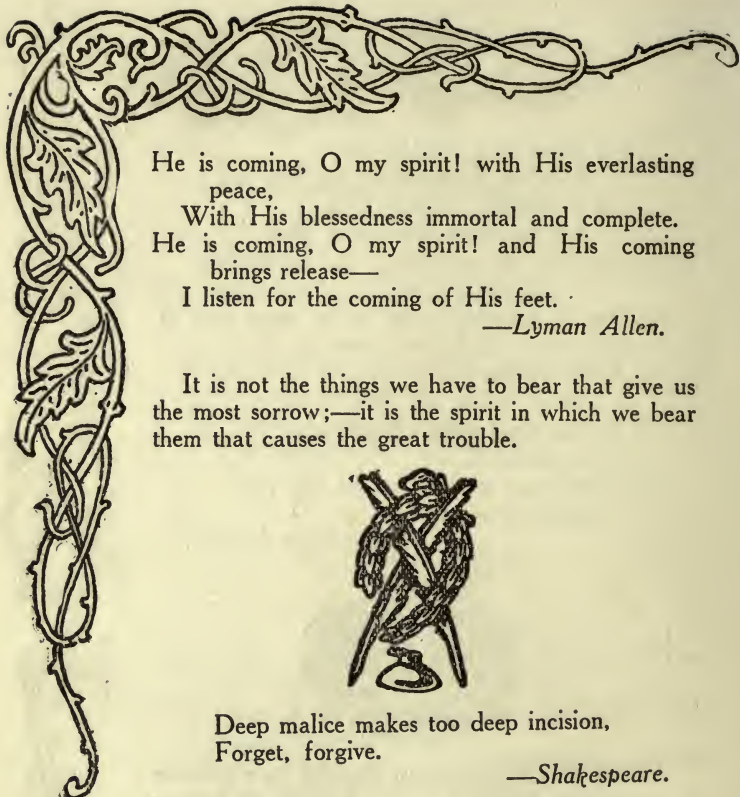 He is coming, O my spirit! with His everlasting
peace,
With His blessedness immortal and complete.
He is coming, O my spirit! and His coming
brings release—
I listen for the coming of His feet.
—Lyman Allen.
It is not the things we have to bear that give us
the most sorrow;—it is the spirit in which we bear
them that causes the great trouble.
Deep malice makes too deep incision,
Forget, forgive.
—Shakespeare.